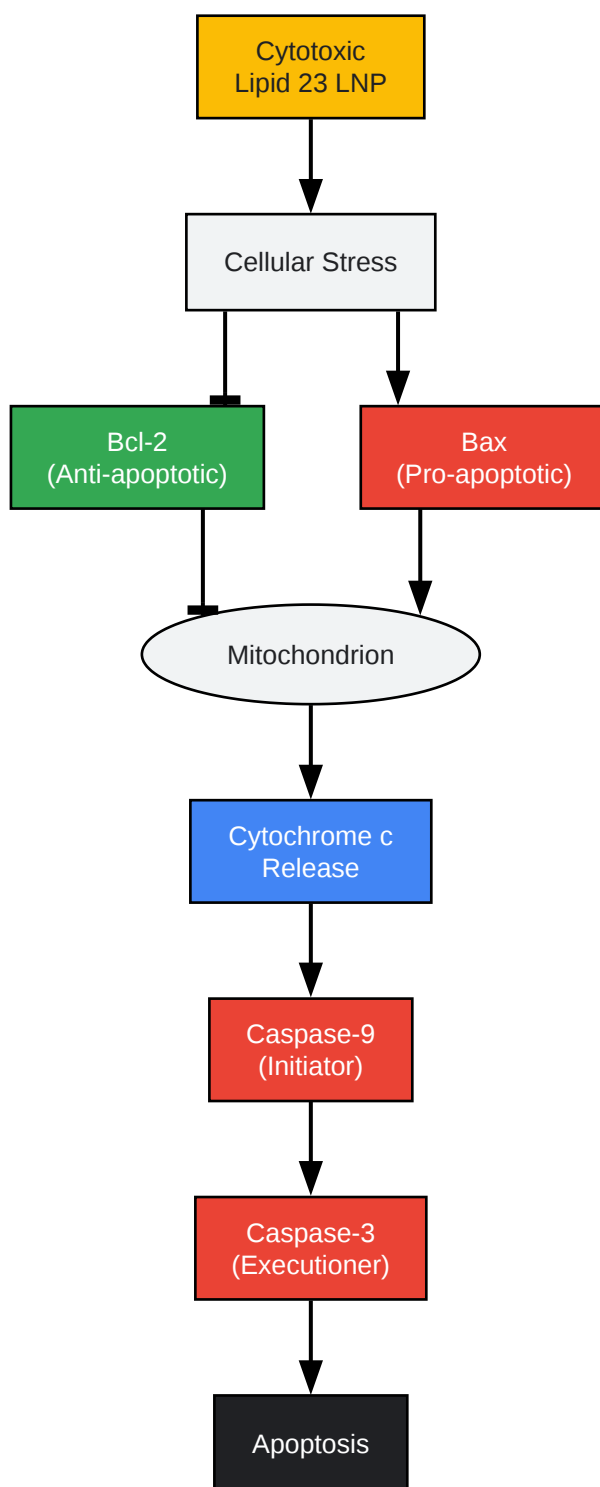 Cytotoxic
Lipid 23 LNP
Cellular Stress
Bcl-2
(Anti-apoptotic)
Bax
(Pro-apoptotic)
Mitochondrion
Cytochrome c
Release
Caspase-9
(Initiator)
Caspase-3
(Executioner)
Apoptosis